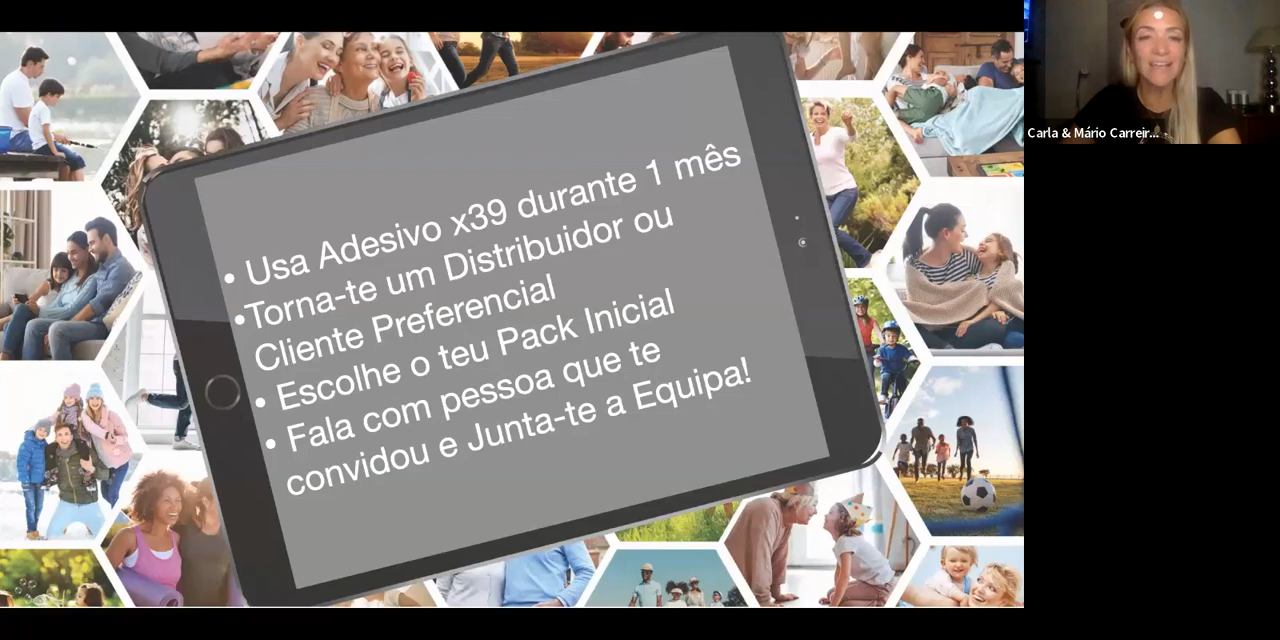 • Usa Adesivo x39 durante 1 mês
•Torna-te um Distribuidor ou
Cliente Preferencial
• Escolhe o teu Pack Inicial
• Fala com pessoa que te
convidou e Junta-te a Equipa!
Carla & Mário Carreir...